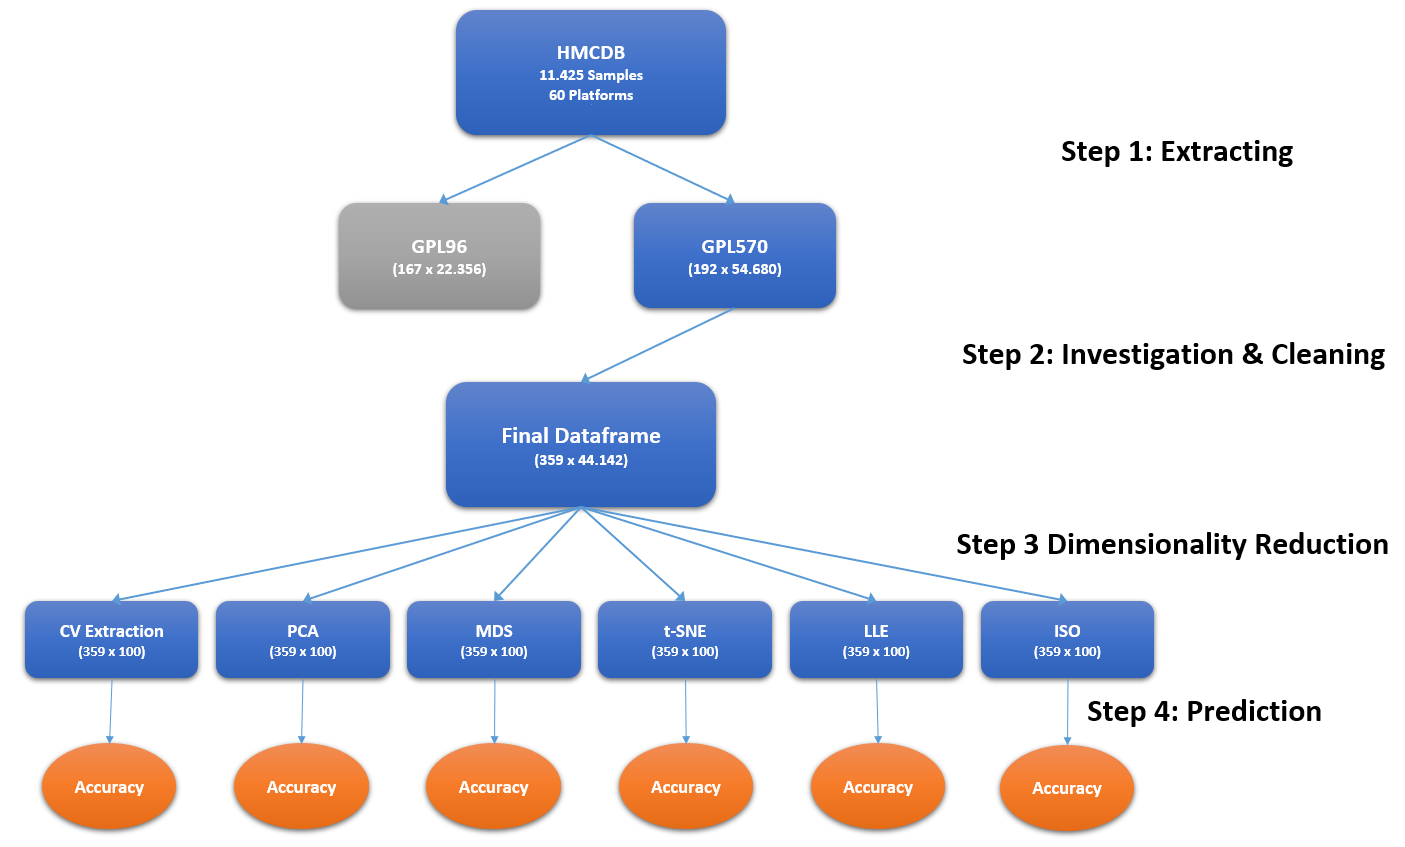 HMCDB
11.425 Samples
60 Platforms
Step 1: Extracting
GPL96
(167 x 22.356)
GPL570
(192 x 54.680)
Step 2: Investigation & Cleaning
Final Dataframe
(359 x 44.142)
Step 3 Dimensionality Reduction
CV Extraction
(359 x 100)
PCA
(359 x 100)
MDS
(359 x 100)
t-SNE
(359 x 100)
LLE
(359 x 100)
ISO
(359 x 100)
Step 4: Prediction
Accuracy
Accuracy
Accuracy
Accuracy
Accuracy
Accuracy